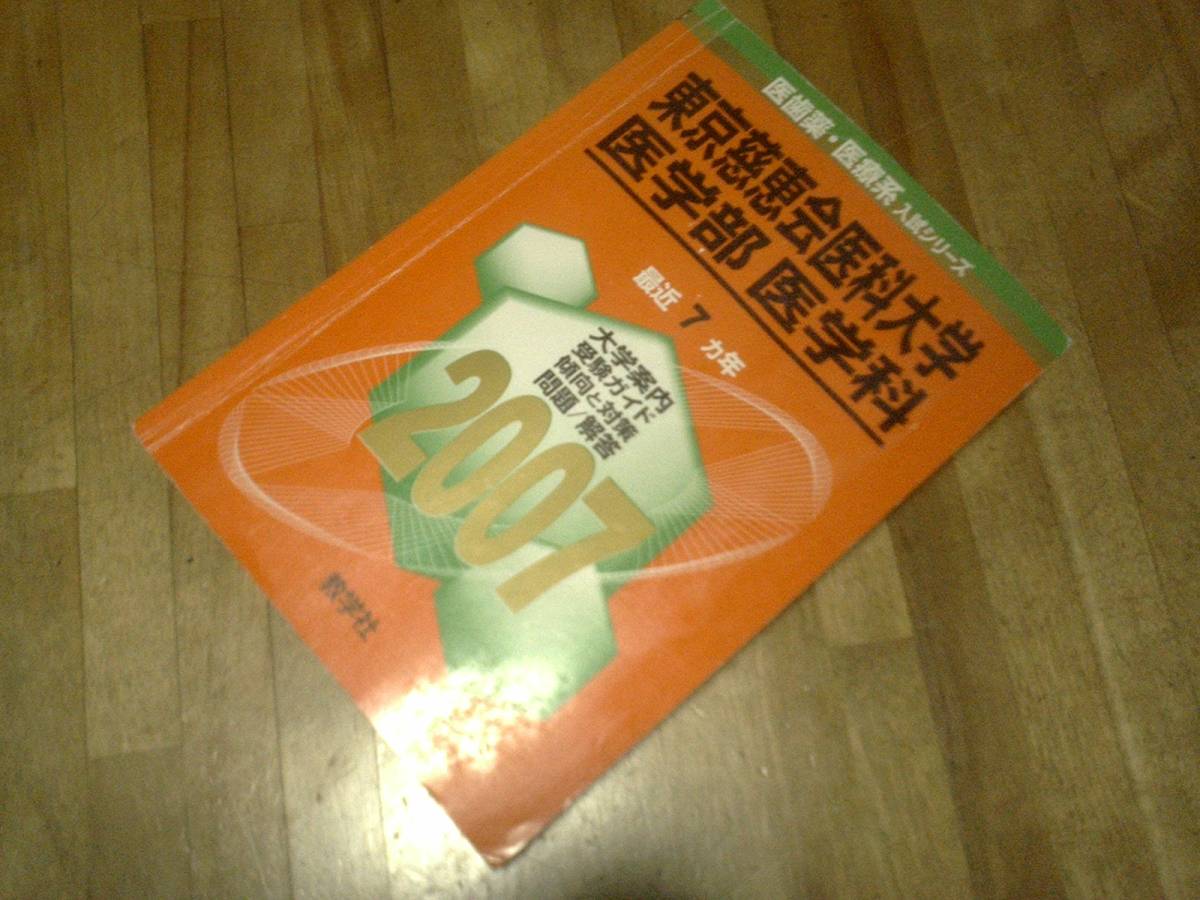 医歯薬・医療系 入試シリーズ
東京慈恵会医科大学
医学部 医学科
最近 7 カ年
大学案内
受験ガイド
傾向と対策
問題/解答
2007
教学社